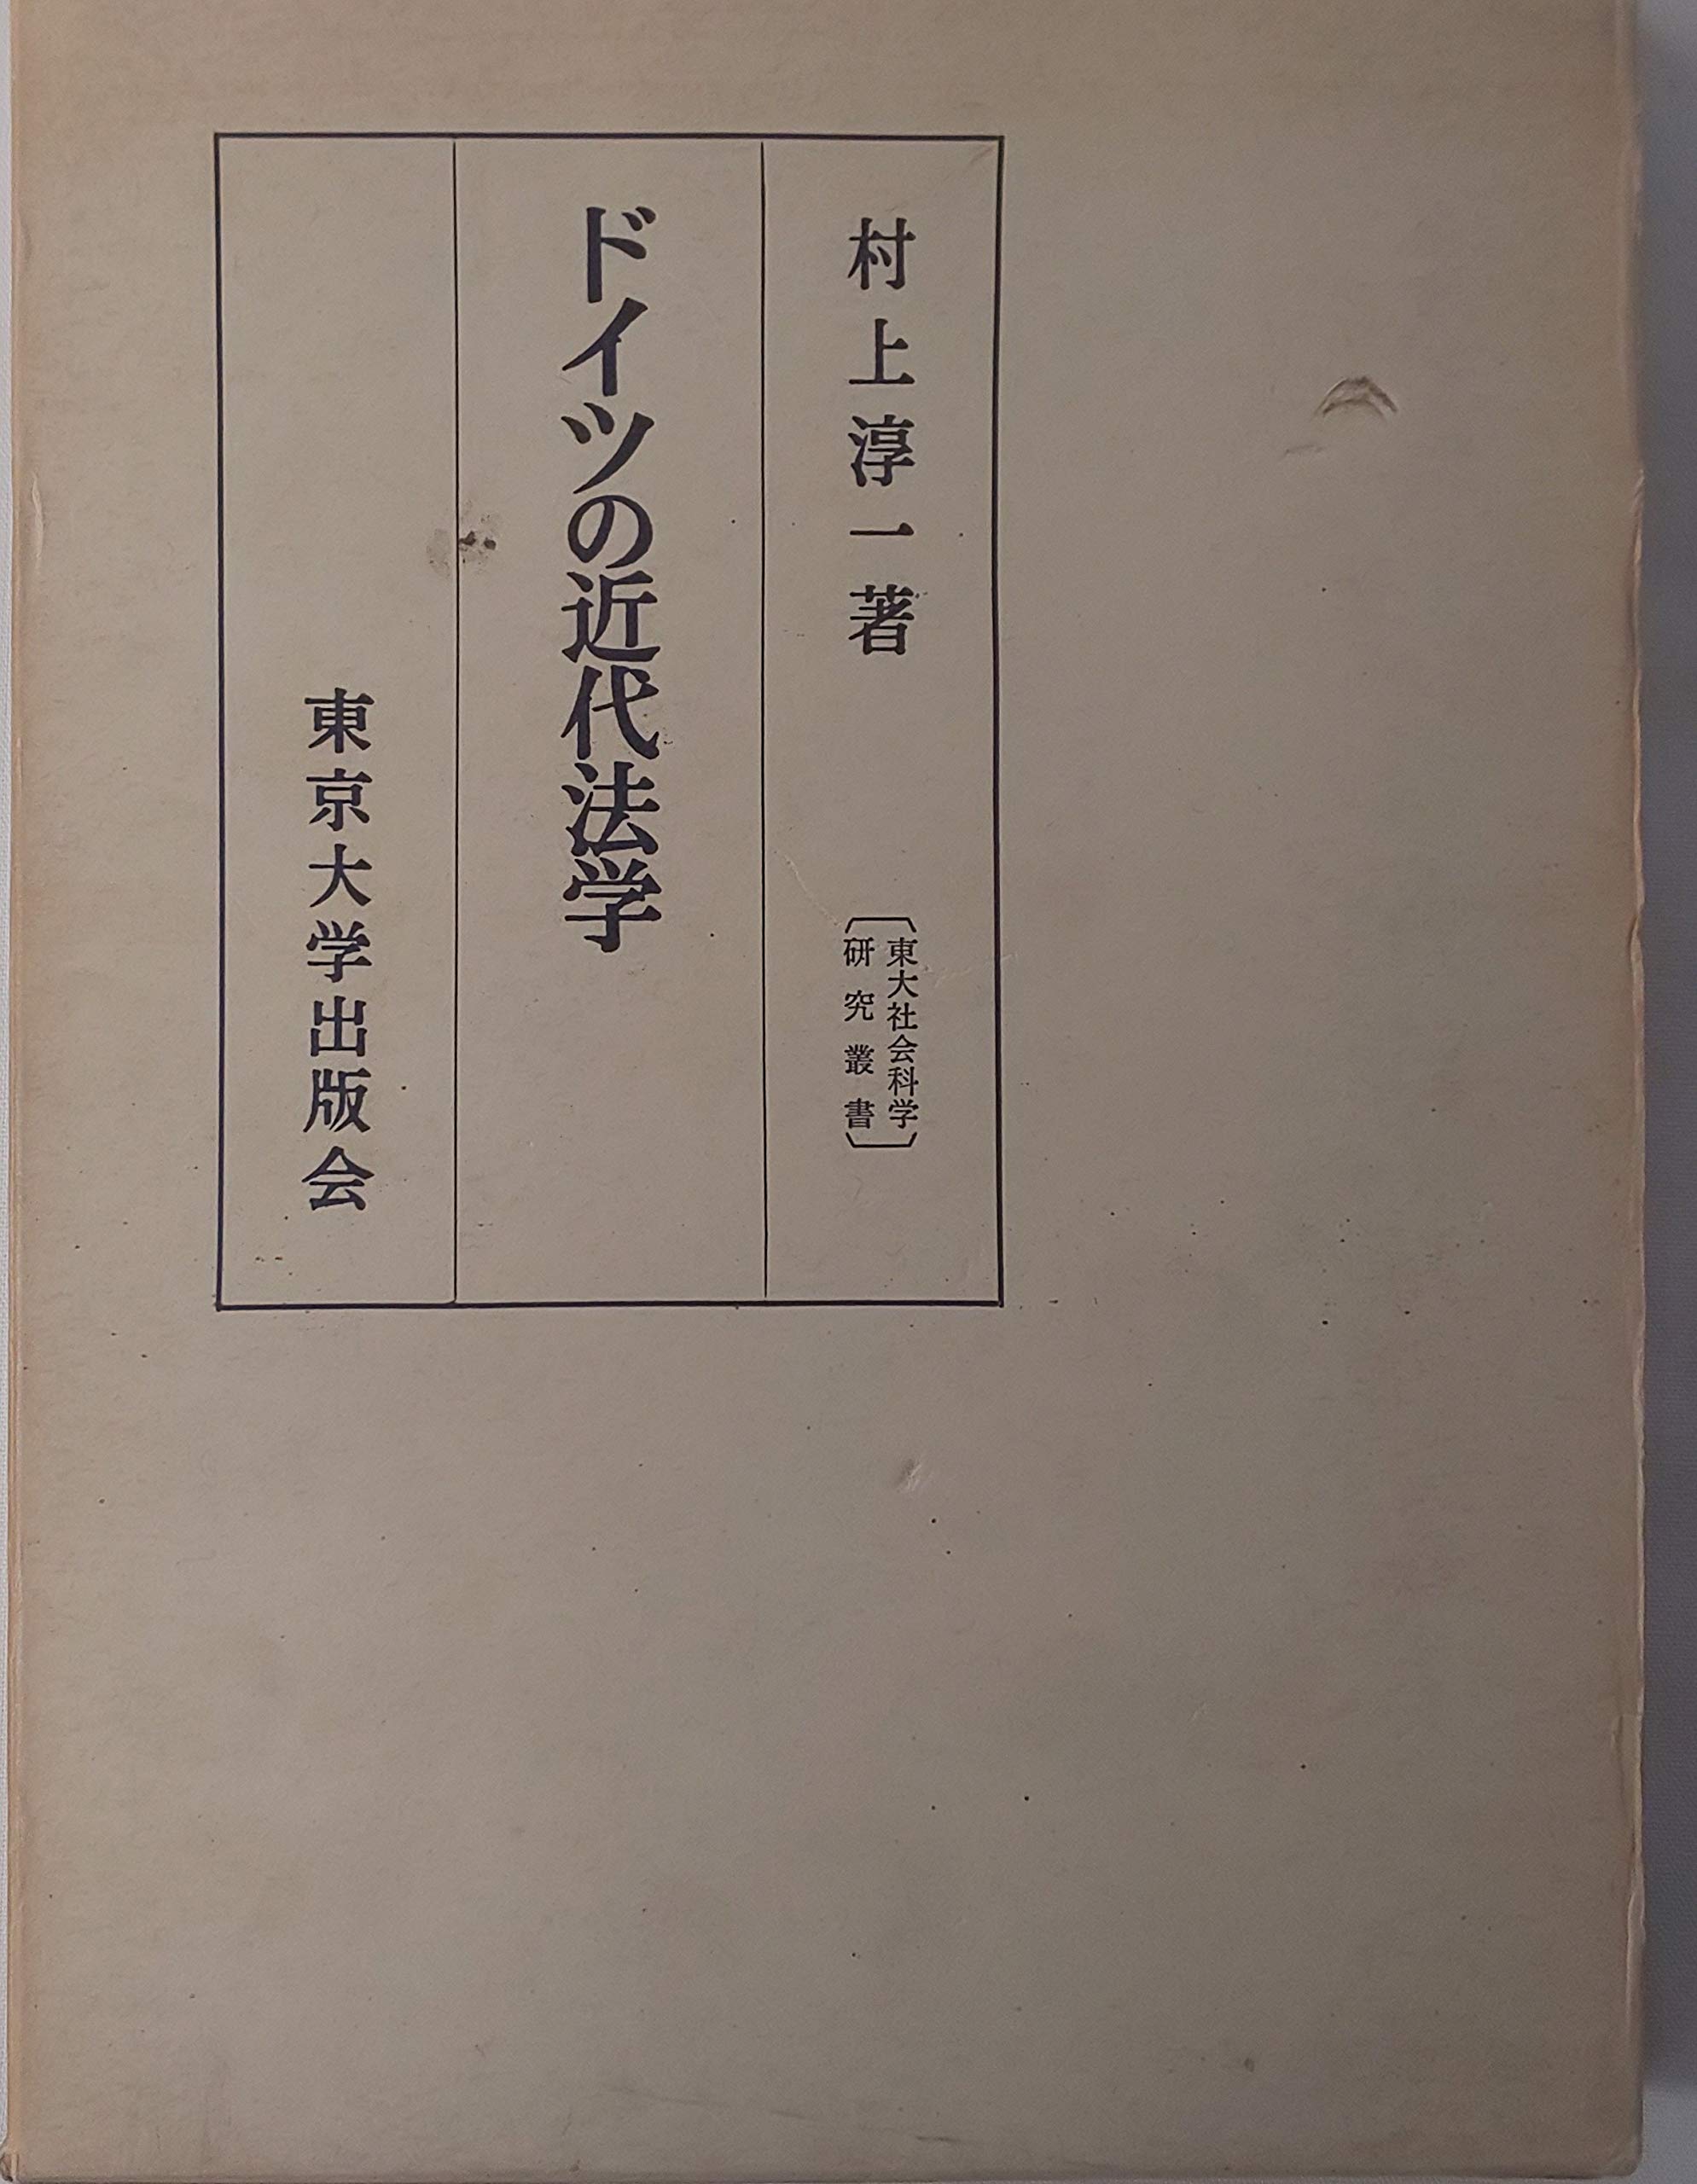 村上淳一著
〔東大社会科学
研究叢書〕
ドイツの近代法学
東京大学出版会